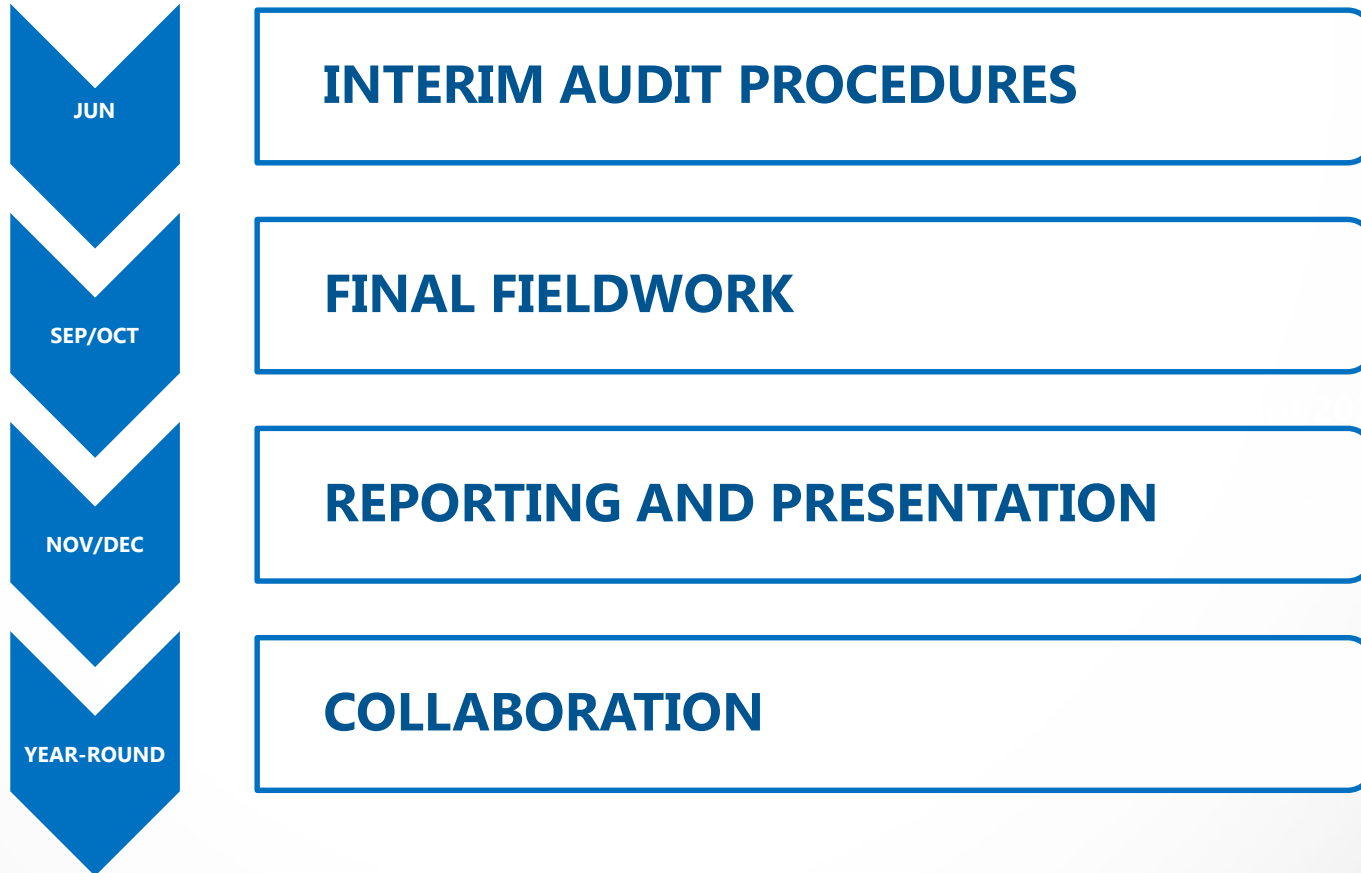 JUN
INTERIM AUDIT PROCEDURES
SEP/OCT
FINAL FIELDWORK
NOV/DEC
REPORTING AND PRESENTATION
YEAR-ROUND
COLLABORATION